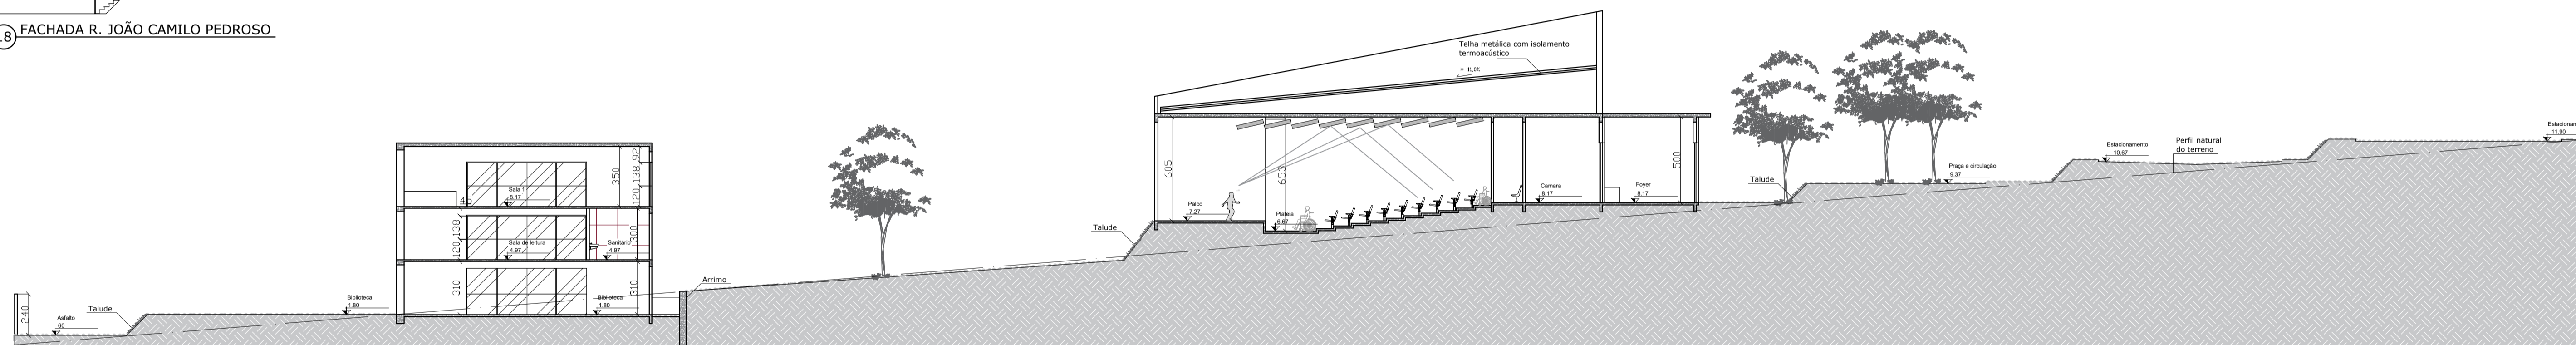 18 FACHADA R. JOÃO CAMILO PEDROSO
Telha metálica com isolamento
termoacústico
i= 11,0%
605
653
500
Palco
7.27
Plateia
6.67
Camara
8.17
Foyer
8.17
Talude
Talude
Praça e circulação
9.37
Estacionamento
10.67
Perfil natural
do terreno
11.90
350
92
138
120
Sala 1
8.17
45
138
120
Sala de leitura
4.97
Sanitário
4.97
300
310
310
Biblioteca
1.80
Biblioteca
1.80
Arrimo
240
Asfalto
60
Talude